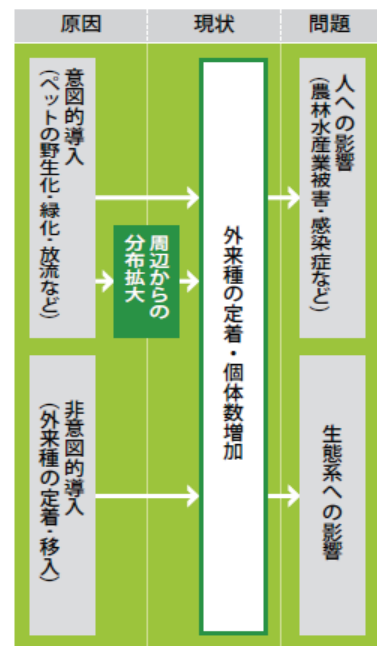 原因
現状
問題
意図的導入
(ペットの野生化・緑化・放流など)
周辺からの
分布拡大
非意図的導入
(外来種の定着・移入)
外来種の定着・個体数増加
人への影響
(農林水産業被害・感染症など)
生態系への影響